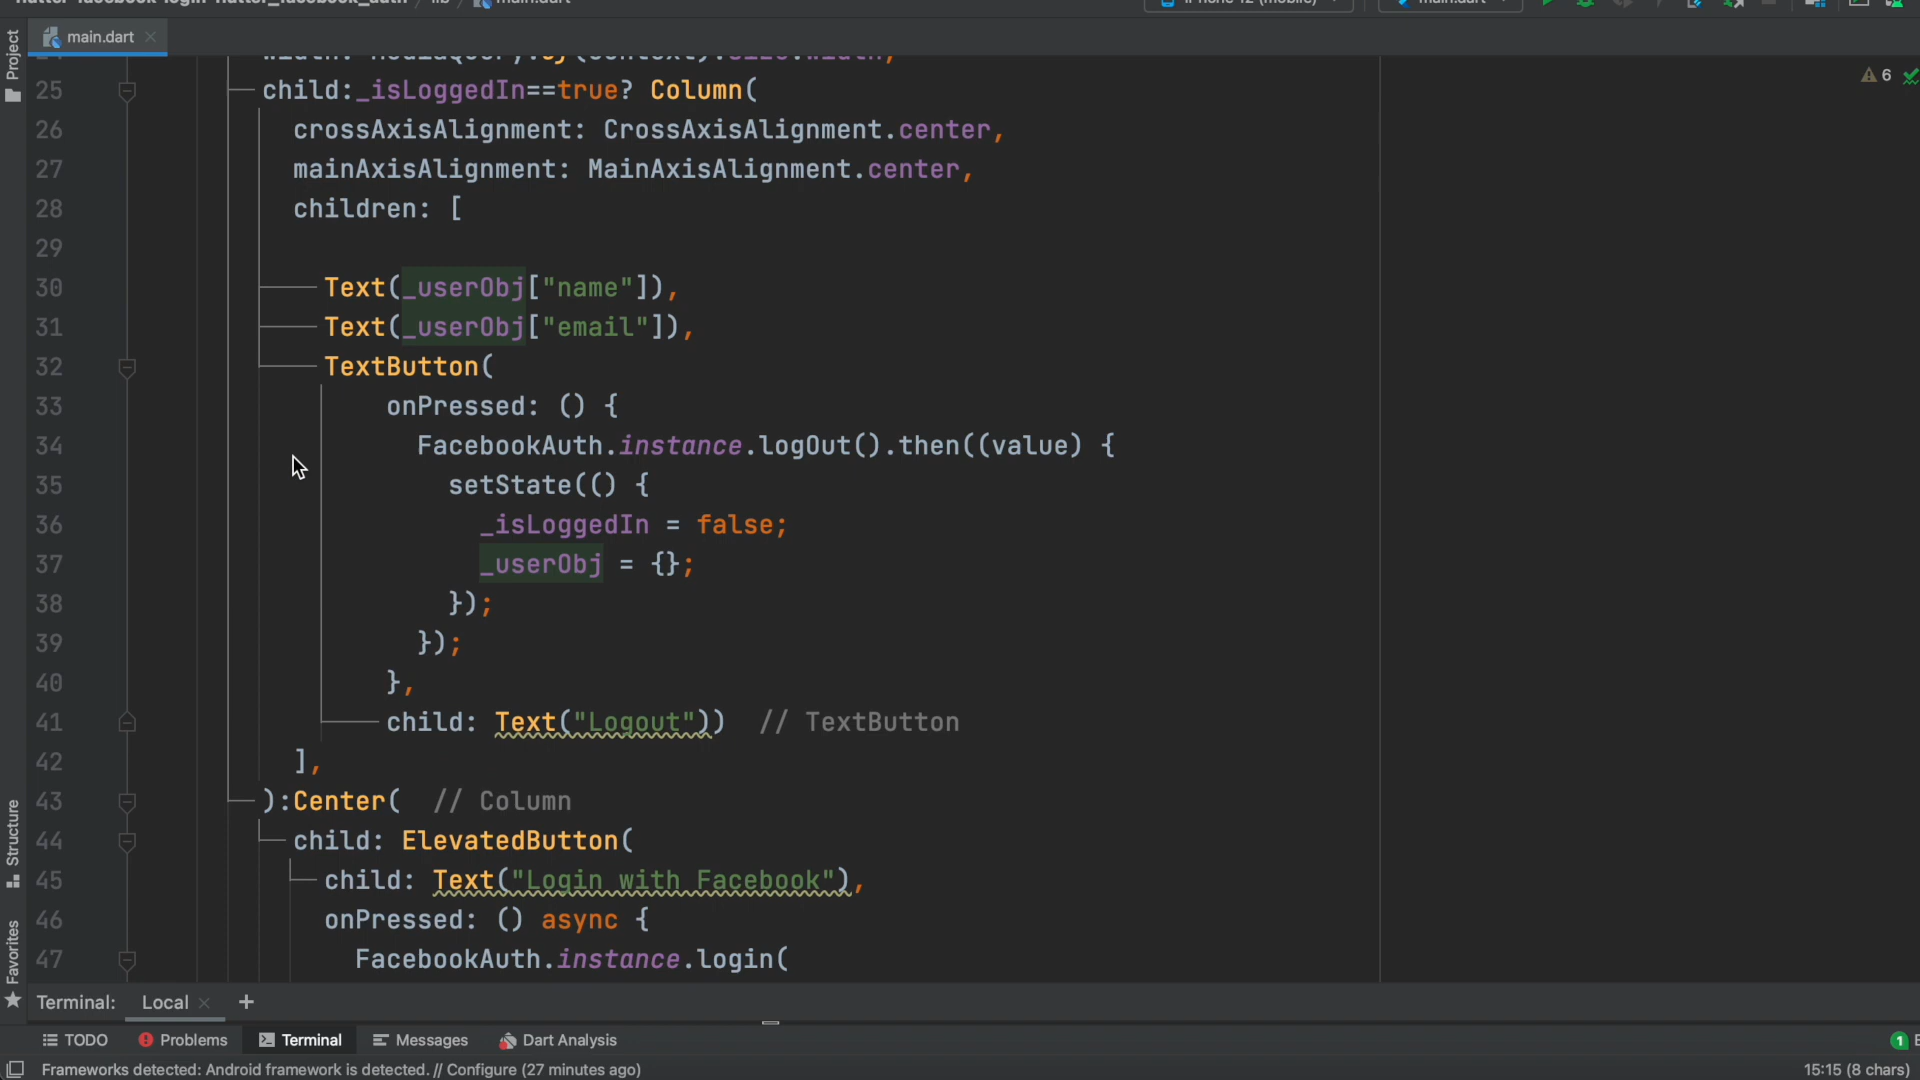 main.dart
Project
6
25 child:_isLoggedIn==true? Column(
26 crossAxisAlignment: CrossAxisAlignment.center,
27 mainAxisAlignment: MainAxisAlignment.center,
28 children: [
29
30 Text(_userObj["name"]),
31 Text(_userObj["email"]),
32 TextButton(
33 onPressed: () {
34 FacebookAuth.instance.logOut().then((value) {
35 setState(() {
36 _isLoggedIn = false;
37 _userObj = {};
38 });
39 });
40 },
41 child: Text("Logout")) // TextButton
42 ],
43 ):Center( // Column
44 child: ElevatedButton(
45 child: Text("Login with Facebook"),
46 onPressed: () async {
47 FacebookAuth.instance.login(
Structure
Favorites
Terminal: Local +
TODO Problems Terminal Messages Dart Analysis 1
Frameworks detected: Android framework is detected. // Configure (27 minutes ago) 15:15 (8 chars)